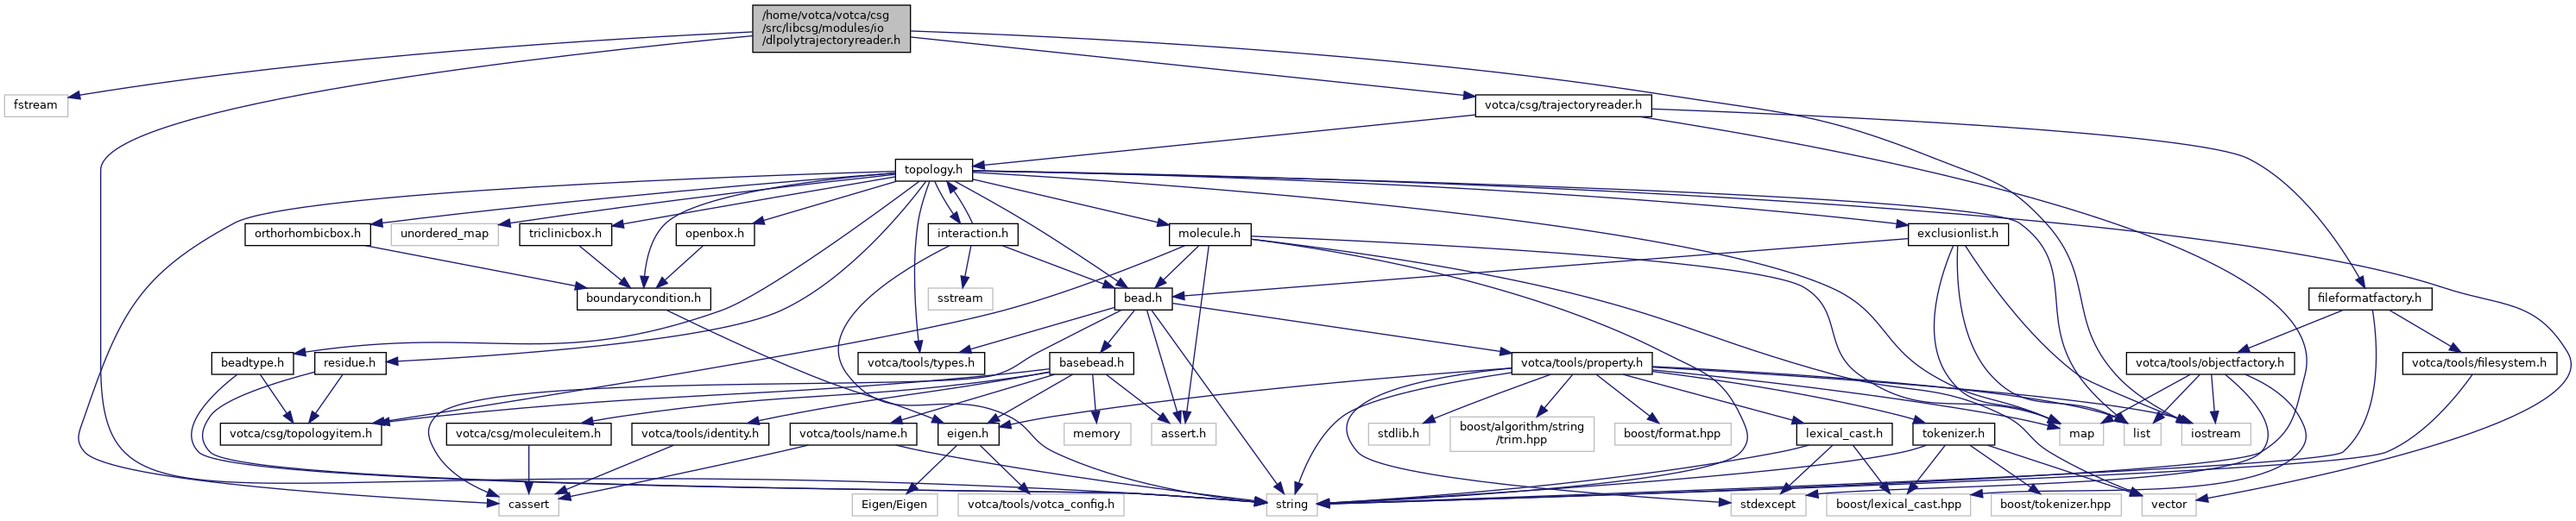 /home/votca/votca/csg
/src/libcsg/modules/io
/dlpolytrajectoryreader.h
fstream
votca/csg/trajectoryreader.h
topology.h
orthorhombicbox.h
unordered_map
triclinicbox.h
openbox.h
interaction.h
molecule.h
exclusionlist.h
boundarycondition.h
sstream
bead.h
fileformatfactory.h
beadtype.h
residue.h
votca/tools/types.h
basebead.h
votca/tools/property.h
votca/tools/objectfactory.h
votca/tools/filesystem.h
votca/csg/topologyitem.h
votca/csg/moleculeitem.h
votca/tools/identity.h
votca/tools/name.h
eigen.h
memory
assert.h
stdlib.h
boost/algorithm/string
/trim.hpp
boost/format.hpp
lexical_cast.h
tokenizer.h
map
list
iostream
cassert
Eigen/Eigen
votca/tools/votca_config.h
string
stdexcept
boost/lexical_cast.hpp
boost/tokenizer.hpp
vector